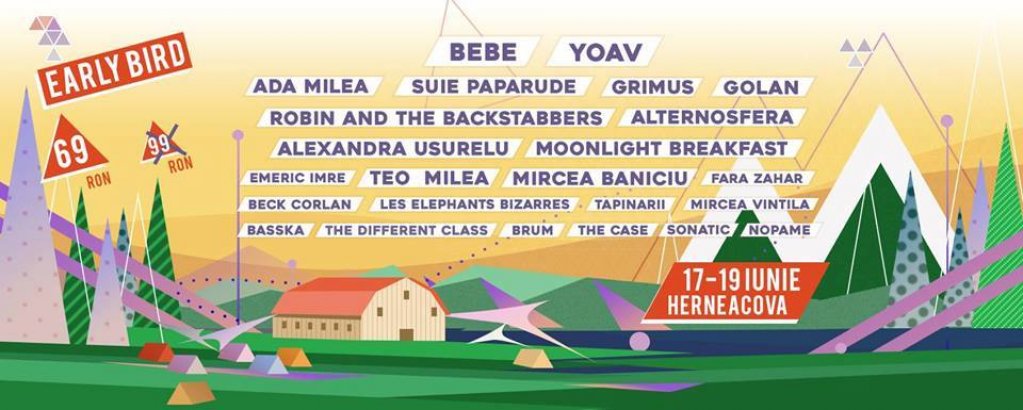 EARLY BIRD
69
RON
99
RON
BEBE YOAV
ADA MILEA SUIE PAPARUDE GRIMUS GOLAN
ROBIN AND THE BACKSTABBERS ALTERNOSFERA
ALEXANDRA USURELU MOONLIGHT BREAKFAST
EMERIC IMRE TEO MILEA MIRCEA BANICIU FARA ZAHAR
BECK CORLAN LES ELEPHANTS BIZARRES TAPINARII MIRCEA VINTILA
BASSKA THE DIFFERENT CLASS BRUM THE CASE SONATIC NOPAME
17-19 IUNIE
HERNEACOVA